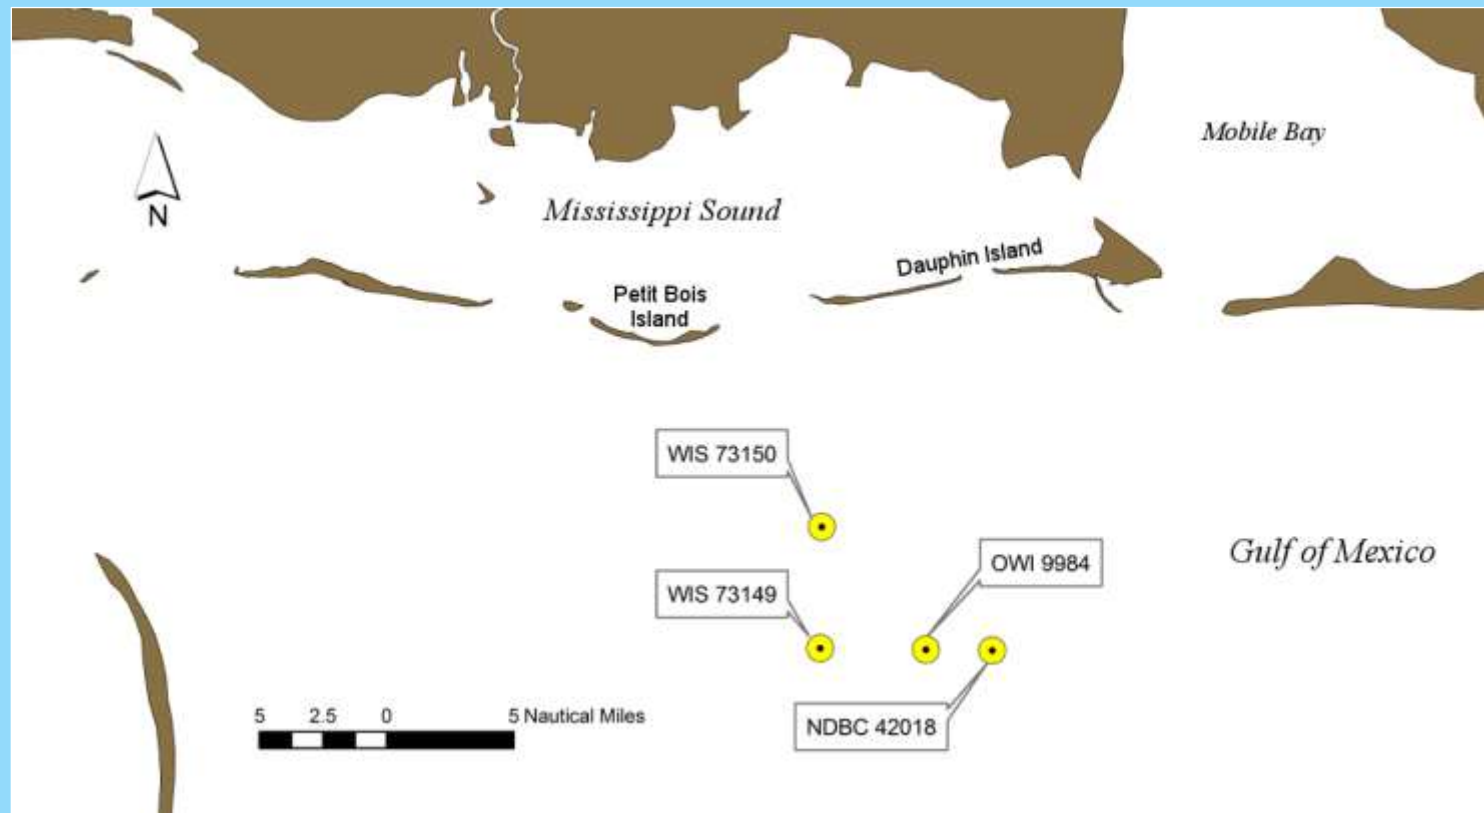 Mobile Bay
N
Mississippi Sound
Dauphin Island
Petit Bois
Island
WIS 73150
OWI 9984
Gulf of Mexico
WIS 73149
5 2.5 0 5 Nautical Miles
NDBC 42018